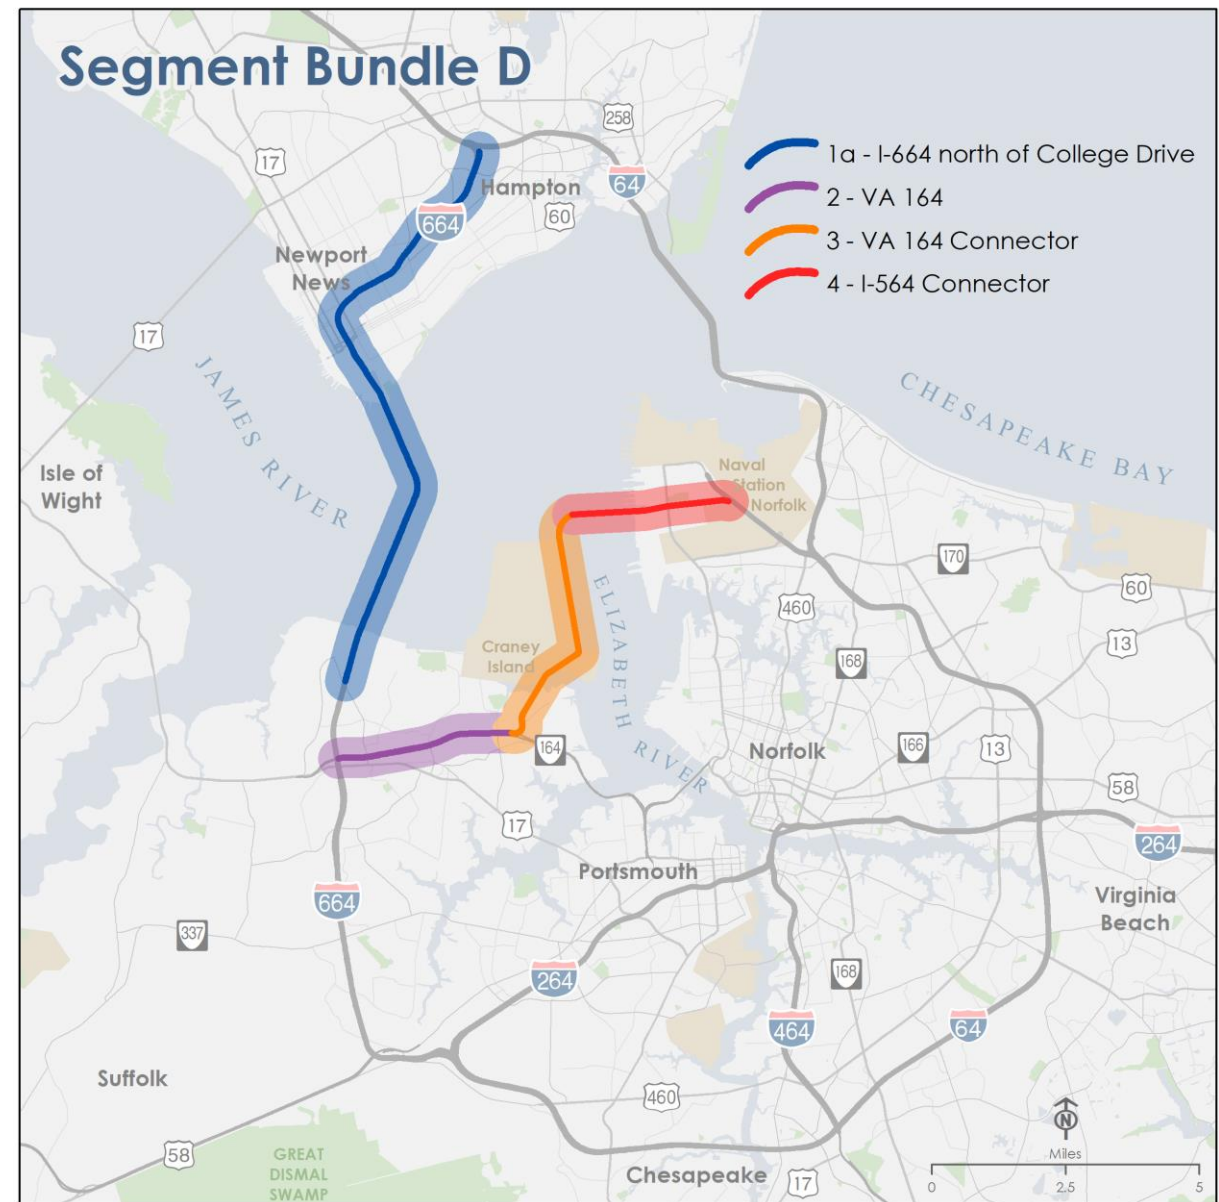 Segment Bundle D
258
17
1a - I-664 north of College Drive
Hampton
64
2 - VA 164
664
60
3 - VA 164 Connector
Newport
News
4 - I-564 Connector
17
JAMES RIVER
CHESAPEAKE BAY
Isle of
Wight
Naval
Station
Norfolk
170
60
460
ELIZABETH RIVER
13
Craney
Island
168
164
Norfolk
166
13
58
17
264
Portsmouth
664
Virginia
Beach
337
264
168
464
64
Suffolk
460
N
58
GREAT
DISMAL
SWAMP
Miles
Chesapeake
17
0
2.5
5